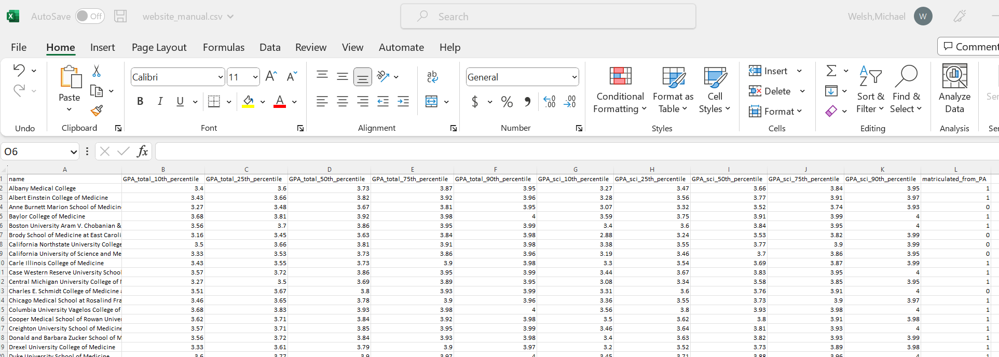 AutoSave Off website_manual.csv Search Welsh,Michael W
File Home Insert Page Layout Formulas Data Review View Automate Help Comment
Calibri 11 General
Paste
B I U A $ % ,
Conditional Formatting
Format as Table
Cell Styles
Insert
Delete
Format
Sort & Filter
Find & Select
Analyze Data
Undo Clipboard Font Alignment Number Styles Cells Editing Analysis
O6 fx
A B C D E F G H I J K L
1 name GPA_total_10th_percentile GPA_total_25th_percentile GPA_total_50th_percentile GPA_total_75th_percentile GPA_total_90th_percentile GPA_sci_10th_percentile GPA_sci_25th_percentile GPA_sci_50th_percentile GPA_sci_75th_percentile GPA_sci_90th_percentile matriculated_from_PA
2 Albany Medical College 3.4 3.6 3.73 3.87 3.95 3.27 3.47 3.66 3.84 3.95 1
3 Albert Einstein College of Medicine 3.43 3.66 3.82 3.92 3.96 3.28 3.56 3.77 3.91 3.97 1
4 Anne Burnett Marion School of Medicin 3.27 3.48 3.67 3.81 3.95 3.07 3.32 3.52 3.74 3.93 0
5 Baylor College of Medicine 3.68 3.81 3.92 3.98 4 3.59 3.75 3.91 3.99 4 1
6 Boston University Aram V. Chobanian & 3.56 3.7 3.86 3.95 3.99 3.4 3.6 3.84 3.95 4 1
7 Brody School of Medicine at East Caroli 3.16 3.45 3.63 3.84 3.98 2.88 3.24 3.53 3.82 3.99 0
8 California Northstate University College 3.5 3.66 3.81 3.91 3.98 3.38 3.55 3.77 3.9 3.99 0
9 California University of Science and Me 3.33 3.53 3.73 3.86 3.96 3.19 3.46 3.7 3.86 3.95 0
0 Carle Illinois College of Medicine 3.43 3.55 3.73 3.9 3.98 3.3 3.54 3.69 3.87 3.99 1
1 Case Western Reserve University School 3.57 3.72 3.86 3.95 3.99 3.44 3.67 3.83 3.95 4 1
2 Central Michigan University College of 3.27 3.5 3.69 3.89 3.95 3.08 3.34 3.58 3.85 3.95 1
3 Charles E. Schmidt College of Medicine 3.51 3.67 3.8 3.93 3.99 3.31 3.6 3.76 3.91 4 0
4 Chicago Medical School at Rosalind Fra 3.46 3.65 3.78 3.9 3.96 3.36 3.55 3.73 3.9 3.97 1
5 Columbia University Vagelos College of 3.68 3.83 3.93 3.98 4 3.56 3.8 3.93 3.98 4 1
6 Cooper Medical School of Rowan Univer 3.62 3.71 3.84 3.92 3.98 3.5 3.62 3.8 3.91 3.98 1
7 Creighton University School of Medicine 3.57 3.71 3.85 3.95 3.99 3.46 3.64 3.81 3.93 4 1
8 Donald and Barbara Zucker School of M 3.56 3.72 3.84 3.93 3.98 3.4 3.63 3.82 3.93 3.99 1
9 Drexel University College of Medicine 3.33 3.61 3.79 3.9 3.97 3.2 3.52 3.73 3.89 3.98 1
Duke University School of Medicine 3.6 3.77 3.9 3.97 4 3.45 3.71 3.88 3.96 4 1